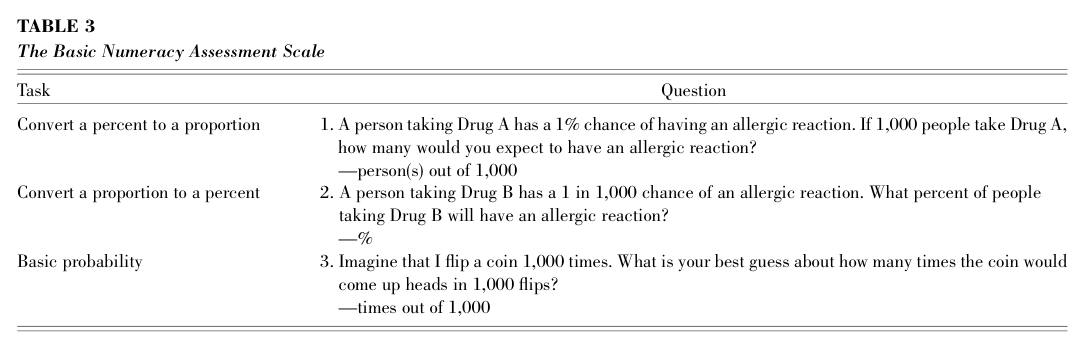 TABLE 3
The Basic Numeracy Assessment Scale
Task Question
Convert a percent to a proportion 1. A person taking Drug A has a 1% chance of having an allergic reaction. If 1,000 people take Drug A,
how many would you expect to have an allergic reaction?
—person(s) out of 1,000
Convert a proportion to a percent 2. A person taking Drug B has a 1 in 1,000 chance of an allergic reaction. What percent of people
taking Drug B will have an allergic reaction?
—%
Basic probability 3. Imagine that I flip a coin 1,000 times. What is your best guess about how many times the coin would
come up heads in 1,000 flips?
—times out of 1,000